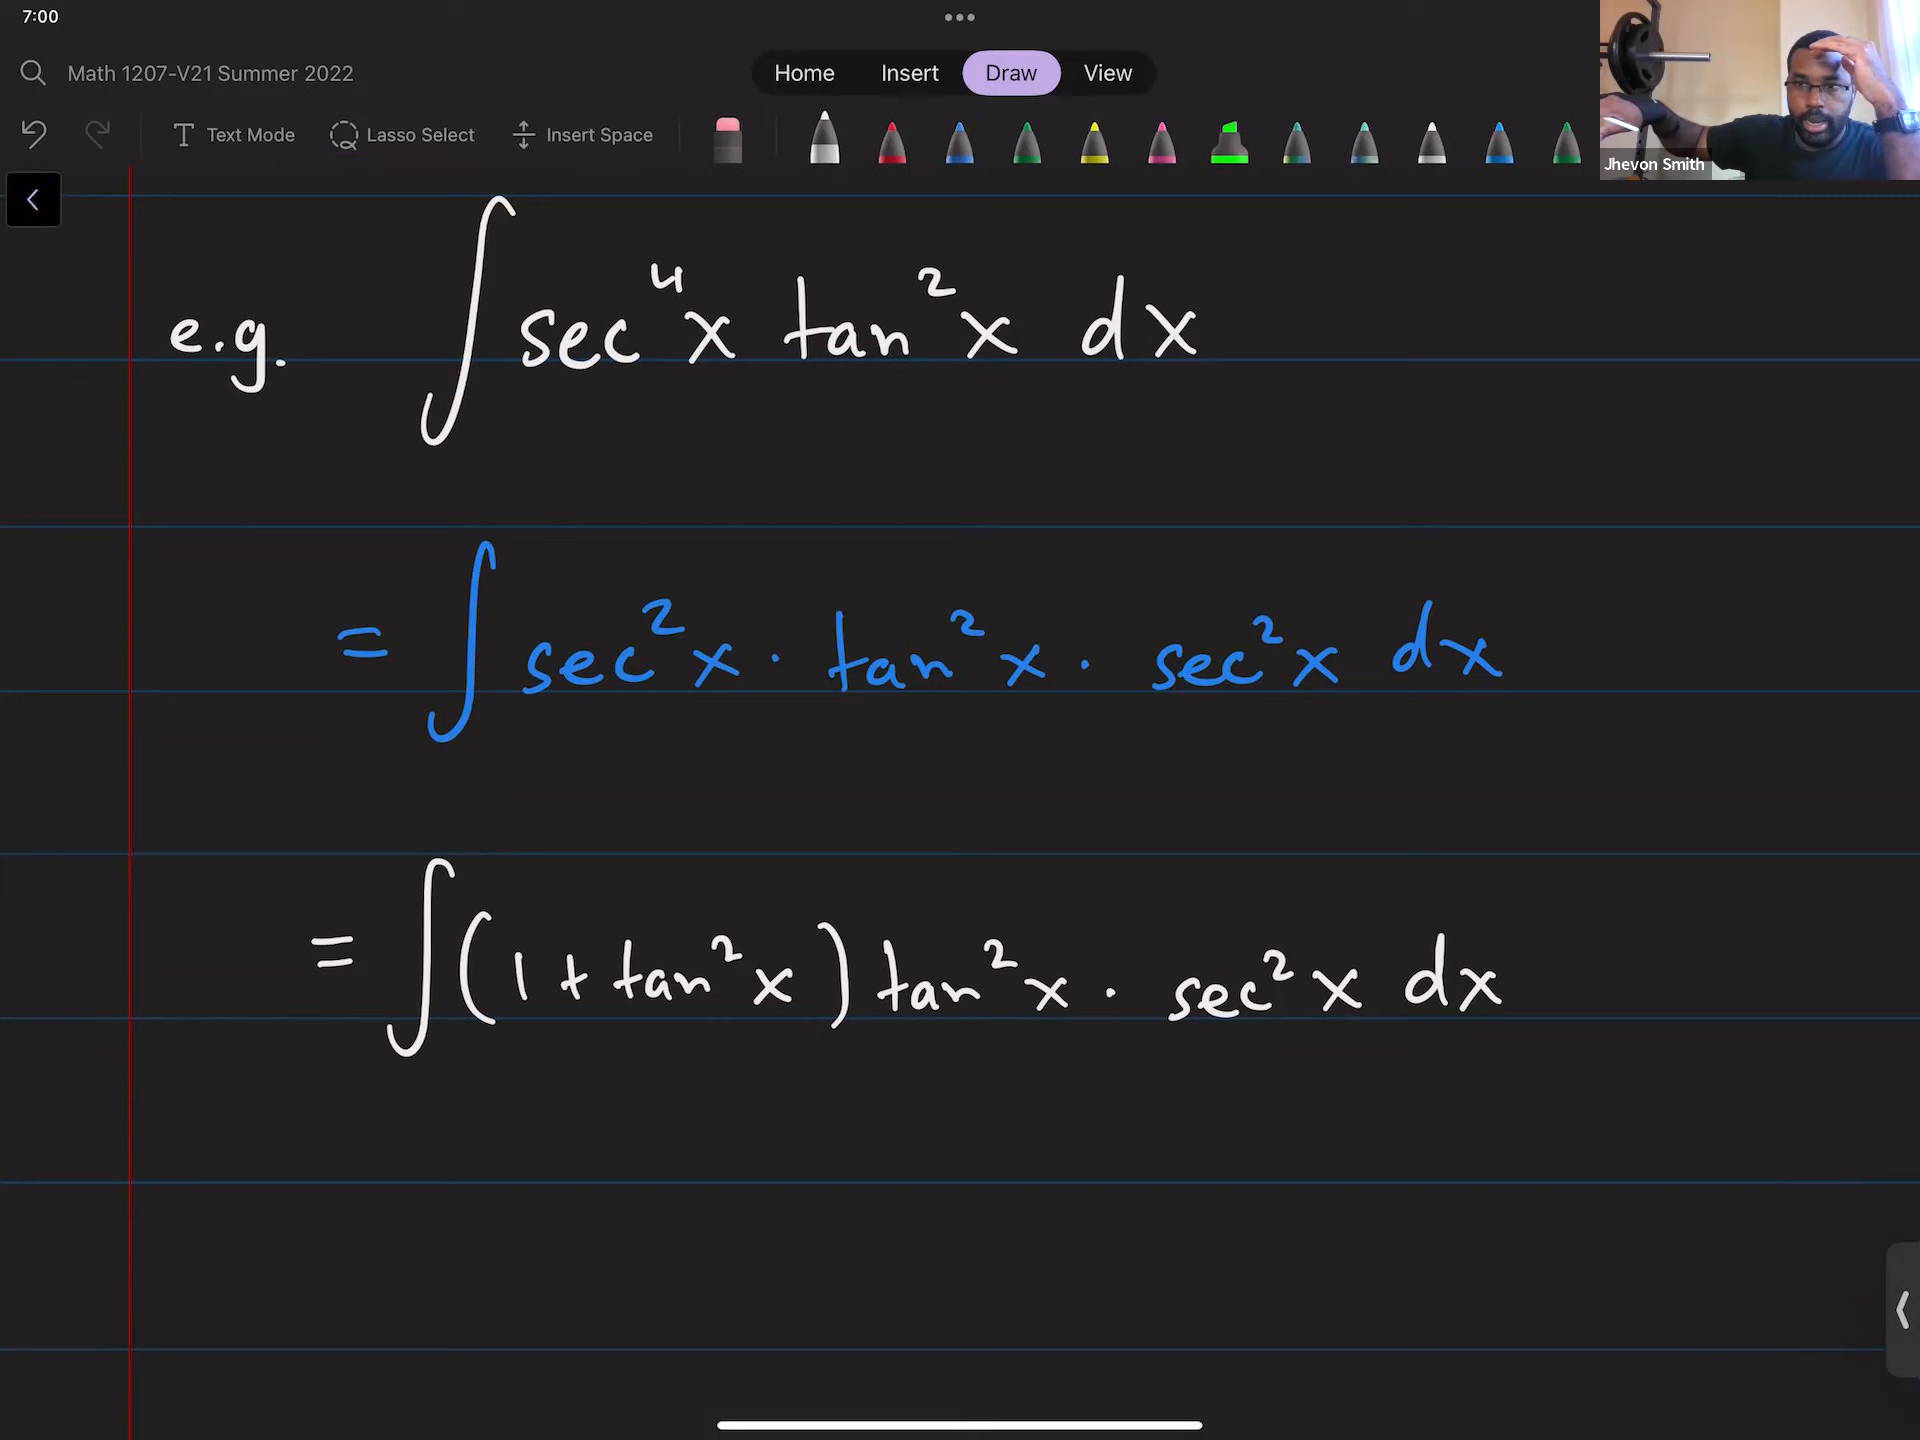 7:00
Math 1207-V21 Summer 2022
Home Insert Draw View
Text Mode Lasso Select Insert Space
Jhevon Smith
e.g. ∫ sec⁴x tan²x dx
= ∫ sec²x · tan²x · sec²x dx
= ∫ (1 + tan²x) tan²x · sec²x dx